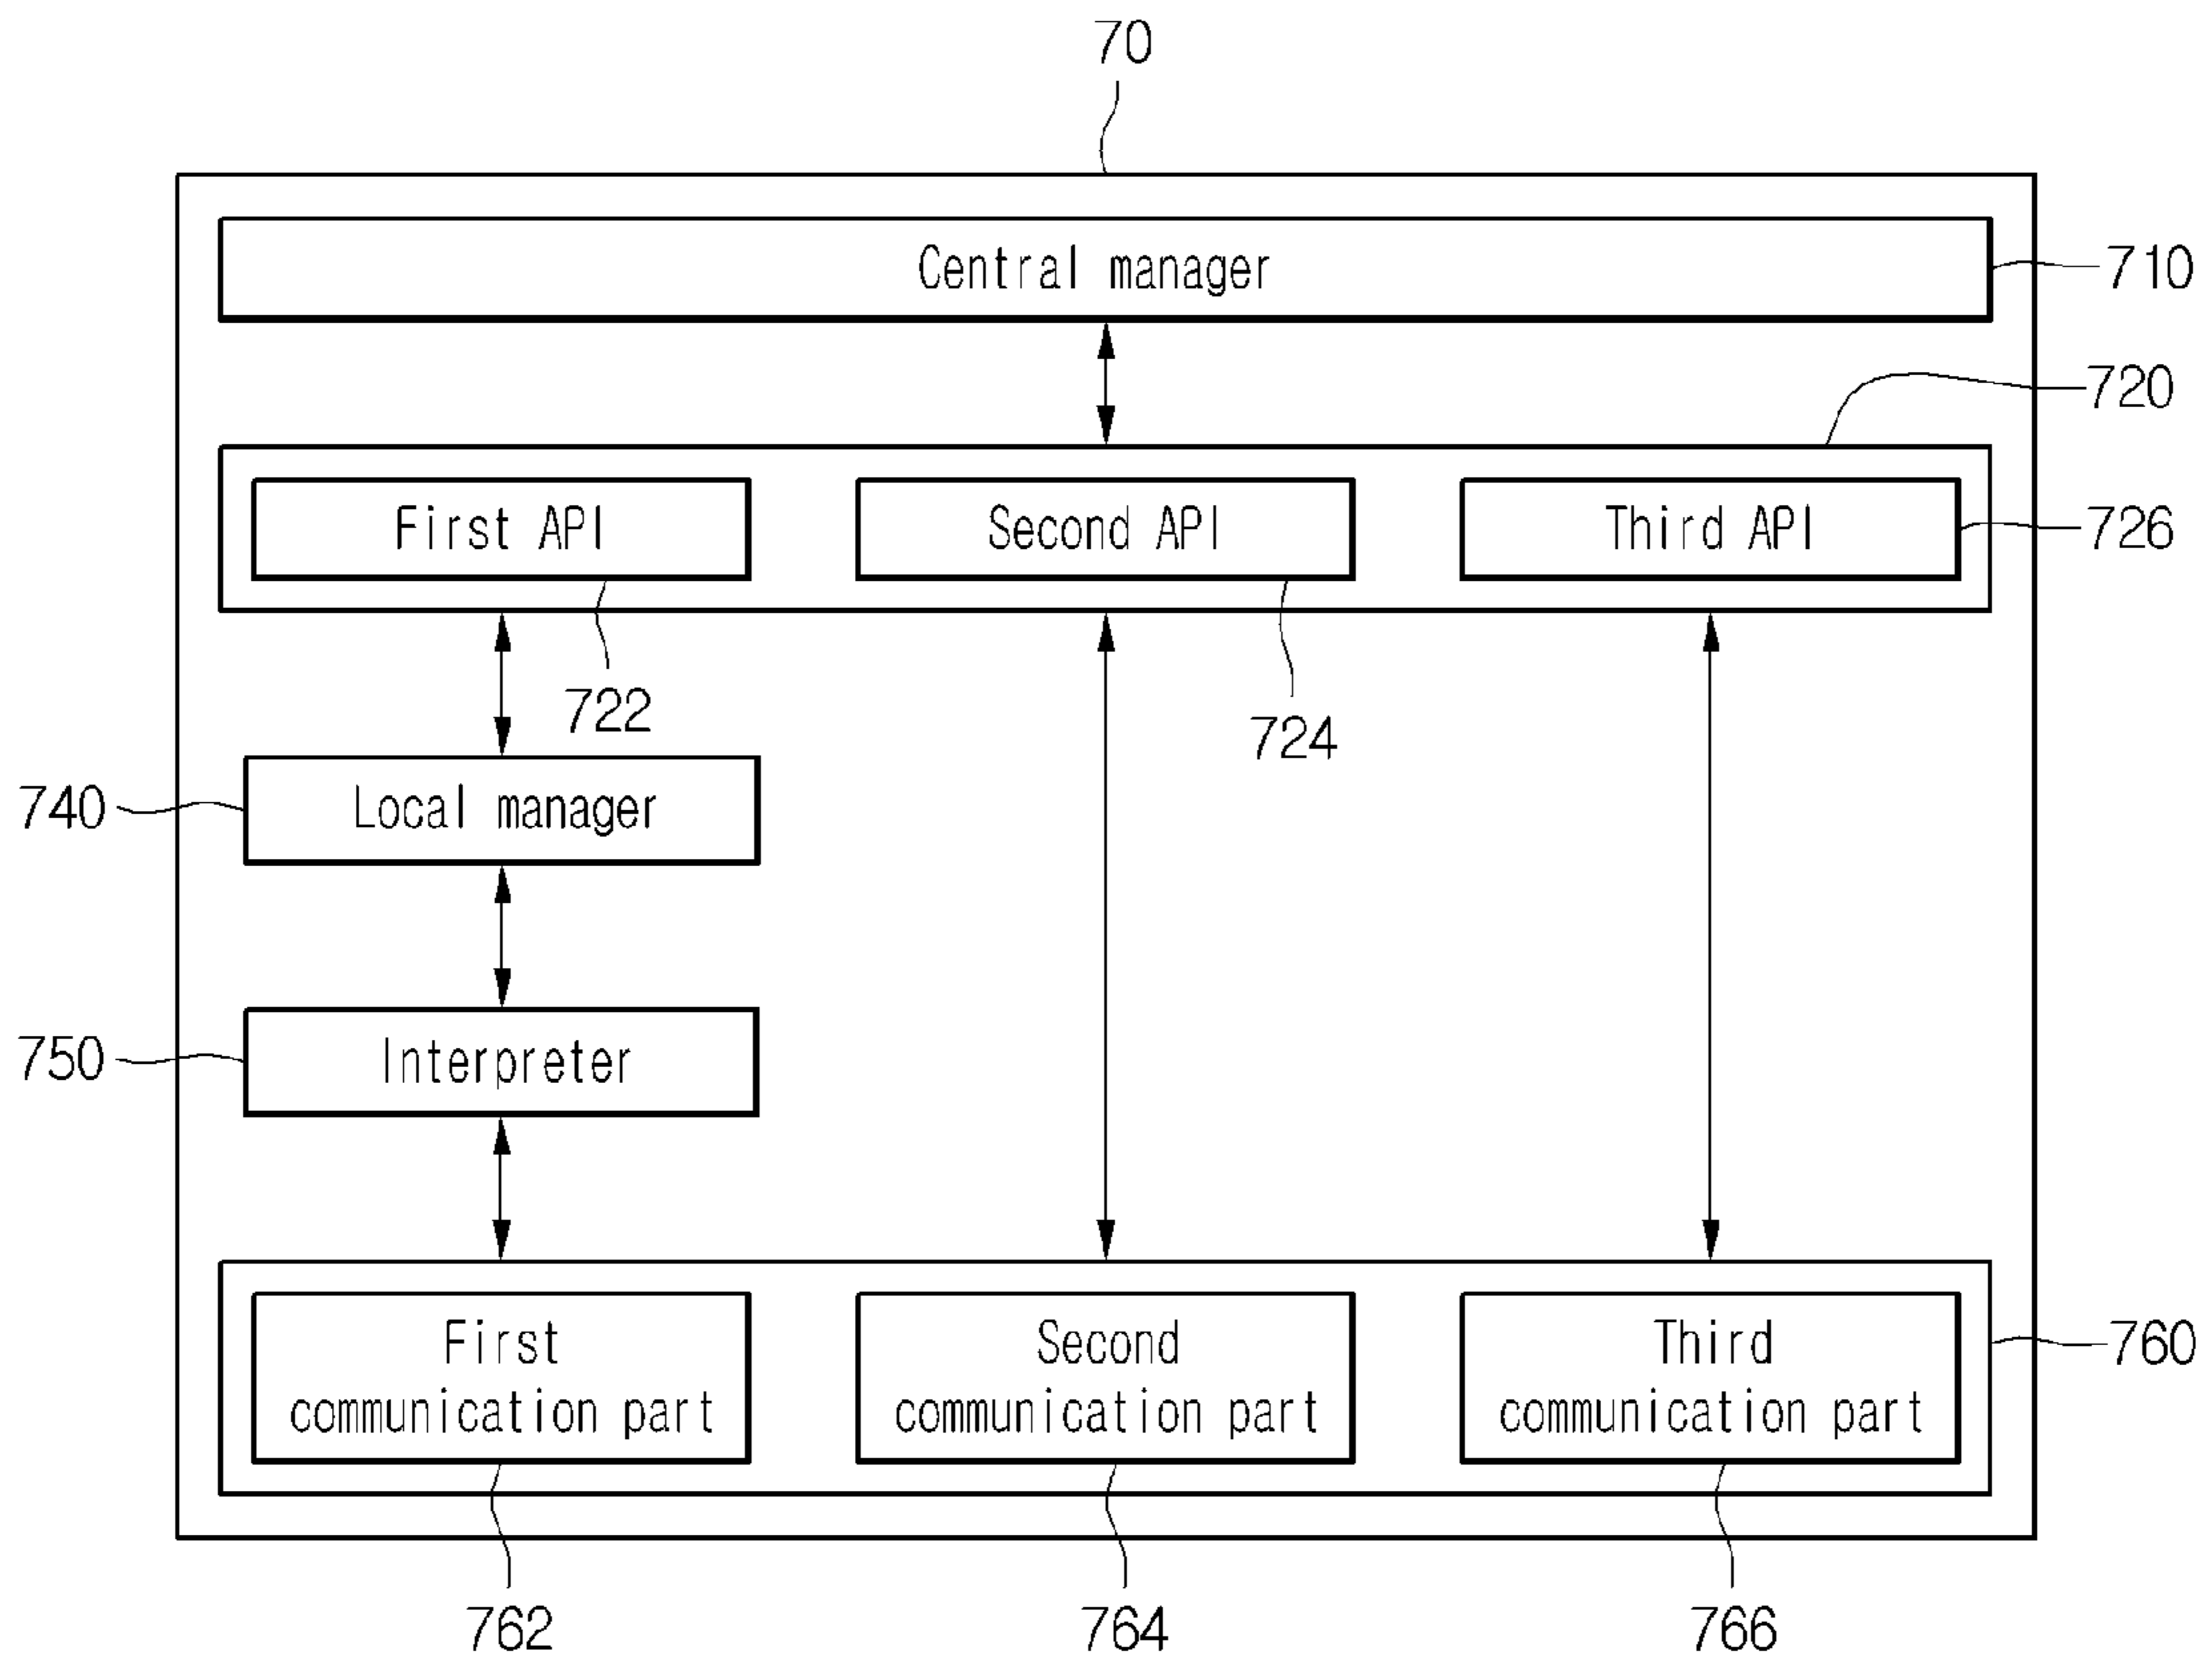 70
Central manager
710
720
First API
Second API
Third API
726
722
724
740
Local manager
750
Interpreter
First
communication part
Second
communication part
Third
communication part
760
762
764
766